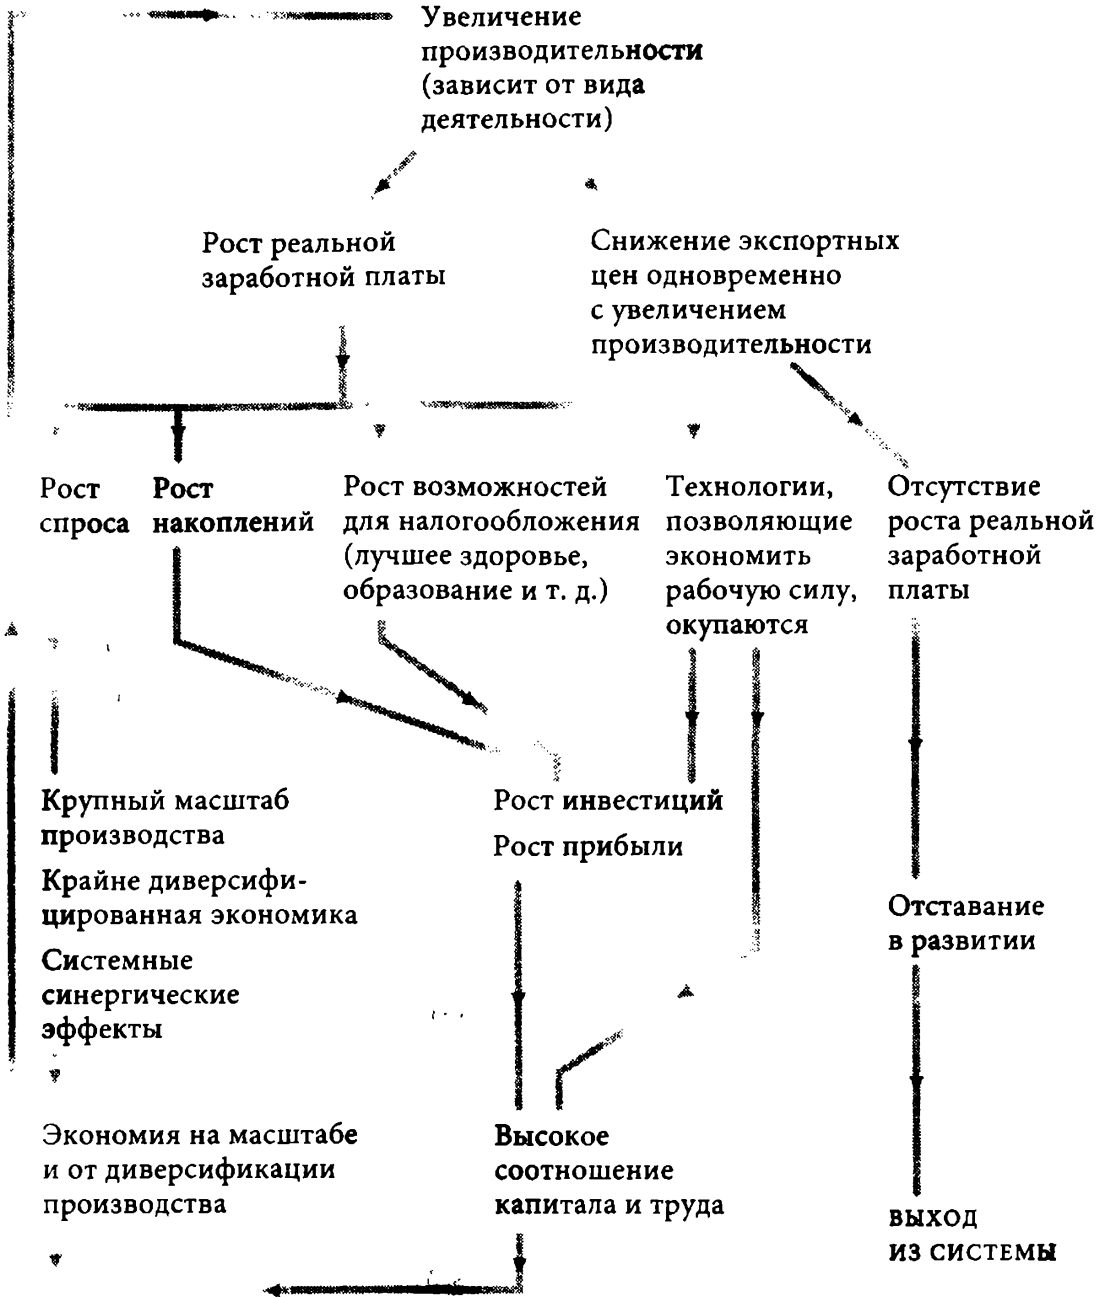 Увеличение
производительности
(зависит от вида
деятельности)
Рост реальной
заработной платы
Снижение экспортных
цен одновременно
с увеличением
производительности
Рост
спроса
Рост
накоплений
Рост возможностей
для налогообложения
(лучшее здоровье,
образование и т. д.)
Технологии,
позволяющие
экономить
рабочую силу,
окупаются
Отсутствие
роста реальной
заработной
платы
Крупный масштаб
производства
Крайне диверсифи-
цированная экономика
Системные
синергические
эффекты
Рост инвестиций
Рост прибыли
Отставание
в развитии
Экономия на масштабе
и от диверсификации
производства
Высокое
соотношение
капитала и труда
ВЫХОД
ИЗ СИСТЕМЫ